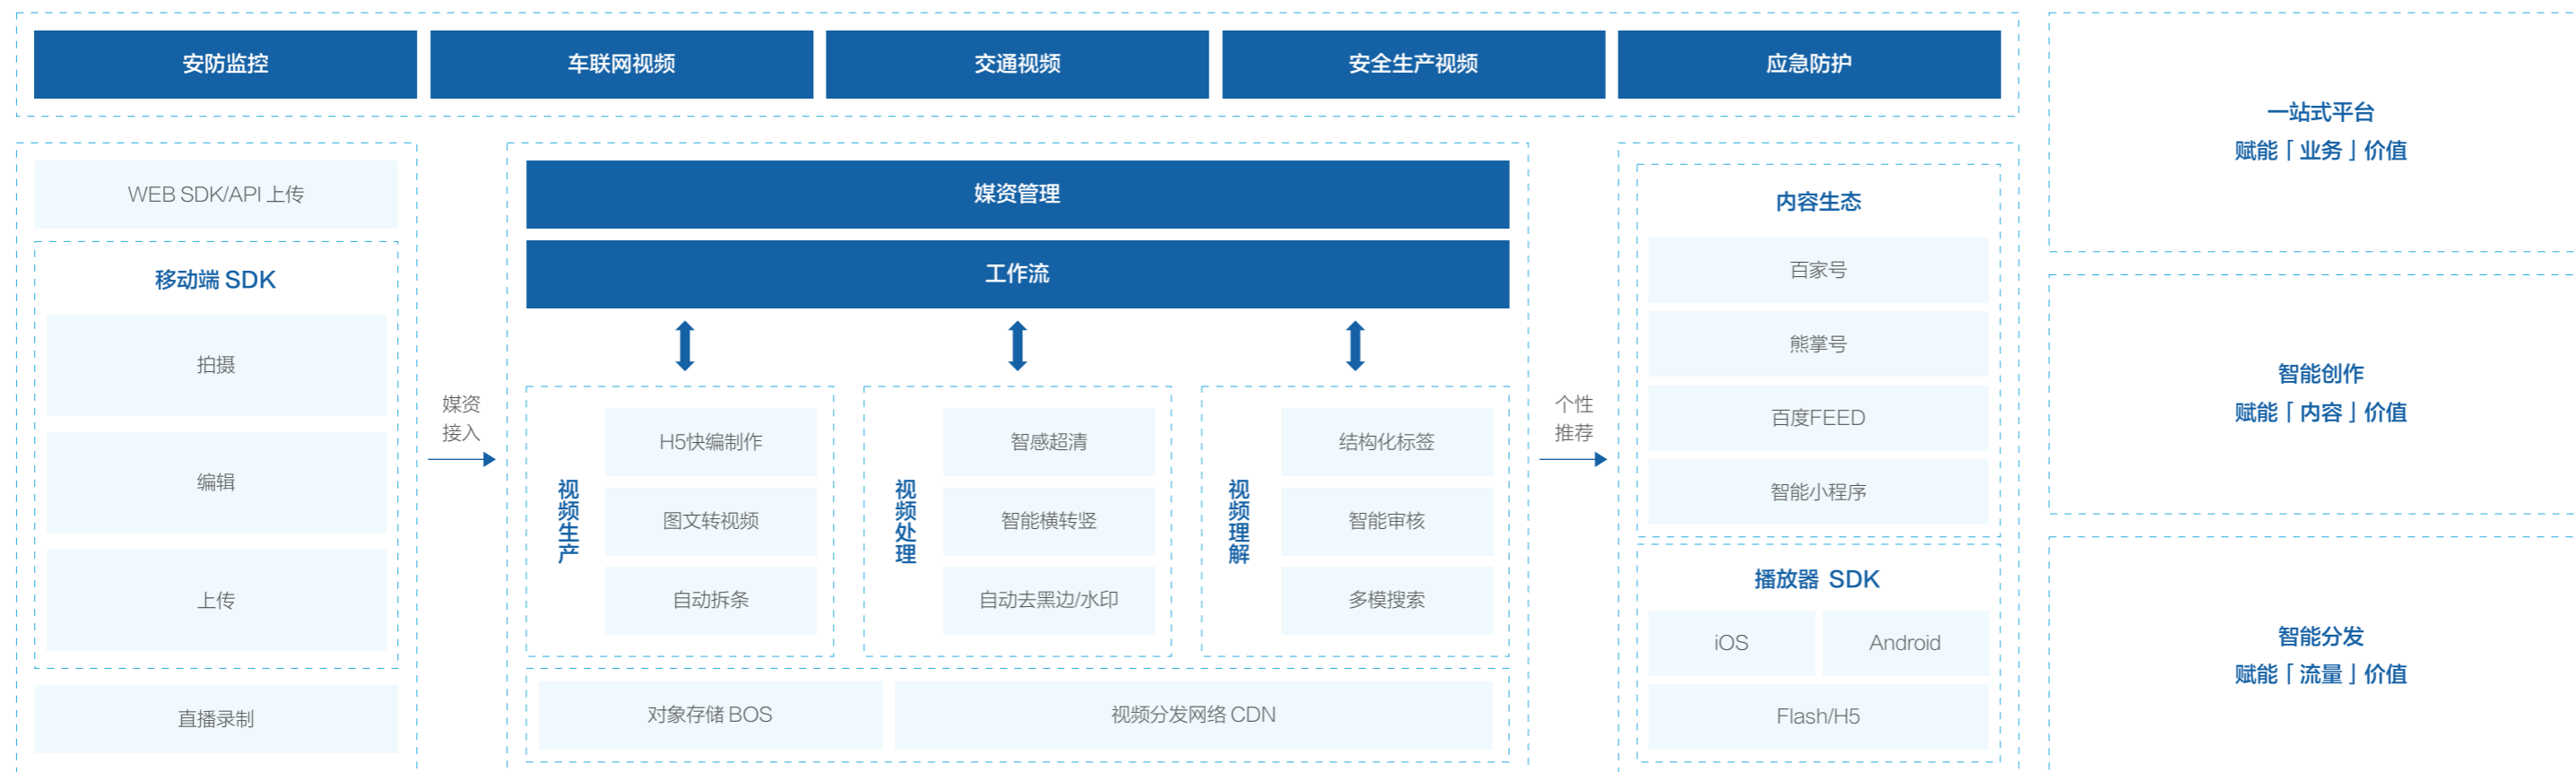 安防监控
车联网视频
交通视频
安全生产视频
应急防护
WEB SDK/API 上传
移动端 SDK
拍摄
编辑
上传
直播录制
媒资
接入
媒资管理
工作流
视频生产
H5快编制作
图文转视频
自动拆条
视频处理
智感超清
智能横转竖
自动去黑边/水印
视频理解
结构化标签
智能审核
多模搜索
对象存储 BOS
视频分发网络 CDN
个性
推荐
内容生态
百家号
熊掌号
百度FEED
智能小程序
播放器 SDK
iOS
Android
Flash/H5
一站式平台
赋能「业务」价值
智能创作
赋能「内容」价值
智能分发
赋能「流量」价值